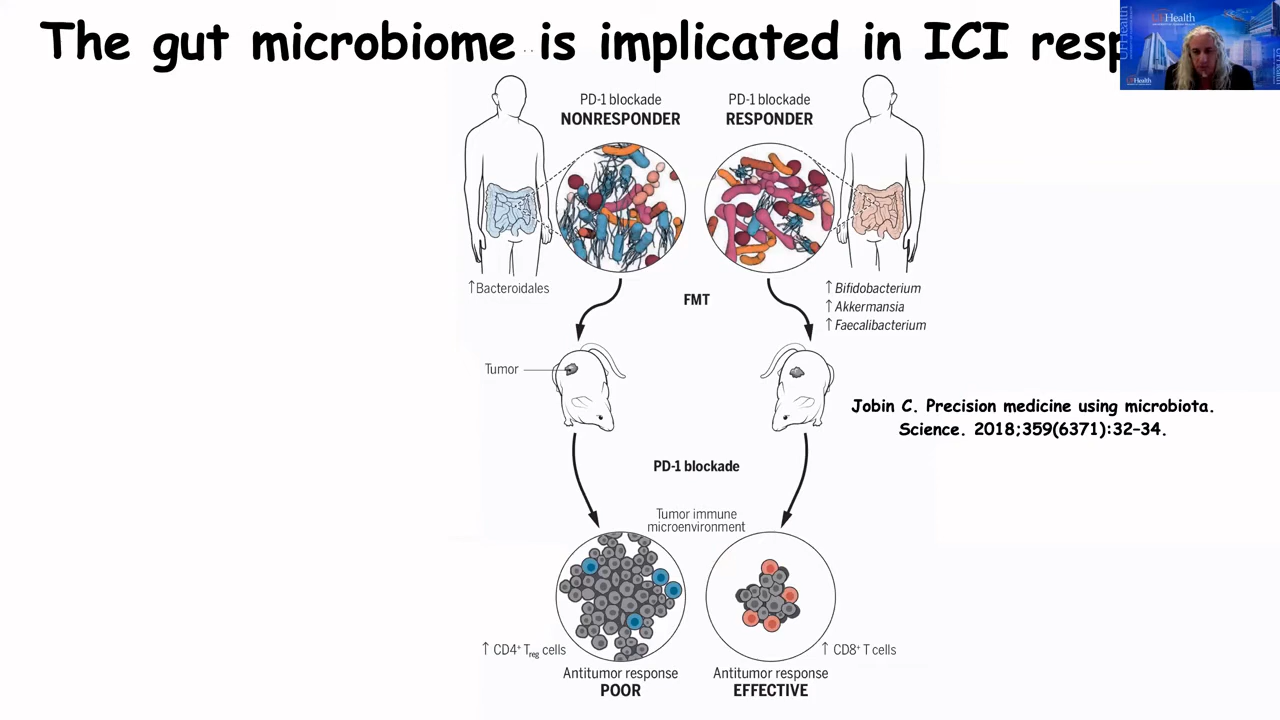 The gut microbiome is implicated in ICI resp
UTHealth
PD-1 blockade
NONRESPONDER
PD-1 blockade
RESPONDER
↑Bacteroidales
FMT
↑ Bifidobacterium
↑ Akkermansia
↑ Faecalibacterium
Tumor
Jobin C. Precision medicine using microbiota.
Science. 2018;359(6371):32–34.
PD-1 blockade
Tumor immune
microenvironment
↑ CD4⁺ Treg cells
↑ CD8⁺ T cells
Antitumor response
POOR
Antitumor response
EFFECTIVE